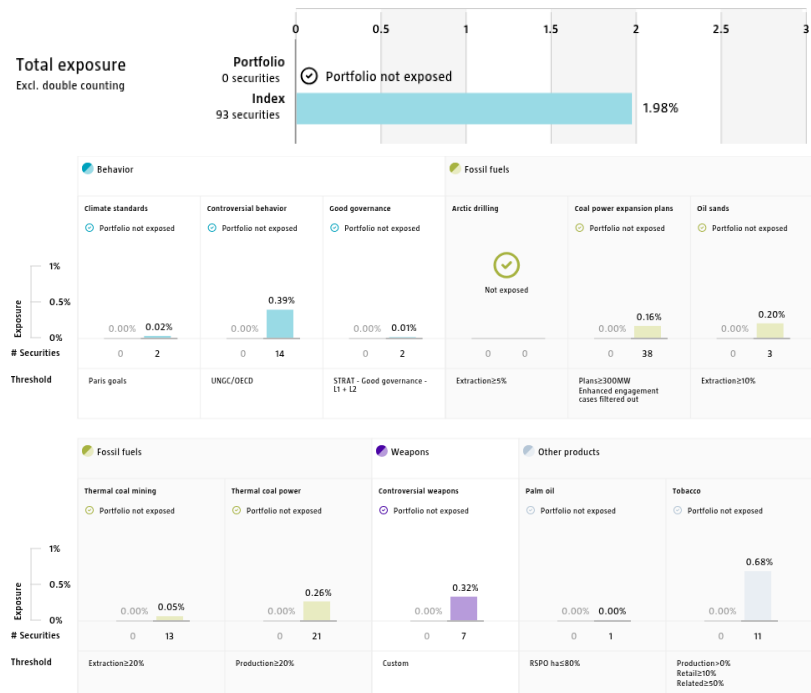 0 0.5 1 1.5 2 2.5 3
Total exposure
Excl. double counting
Portfolio
0 securities
Portfolio not exposed
Index
93 securities
1.98%
Behavior
Fossil fuels
Climate standards
Controversial behavior
Good governance
Arctic drilling
Coal power expansion plans
Oil sands
Portfolio not exposed
Portfolio not exposed
Portfolio not exposed
Portfolio not exposed
Portfolio not exposed
Not exposed
Exposure
1%
0.5%
0%
0.00% 0.02%
0.00% 0.39%
0.00% 0.01%
0.00% 0.16%
0.00% 0.20%
# Securities
0 2
0 14
0 2
0 0
0 38
0 3
Threshold
Paris goals
UNGC/OECD
STRAT - Good governance -
L1 + L2
Extraction≥5%
Plans≥300MW
Enhanced engagement
cases filtered out
Extraction≥10%
Fossil fuels
Weapons
Other products
Thermal coal mining
Thermal coal power
Controversial weapons
Palm oil
Tobacco
Portfolio not exposed
Portfolio not exposed
Portfolio not exposed
Portfolio not exposed
Portfolio not exposed
Exposure
1%
0.5%
0%
0.00% 0.05%
0.00% 0.26%
0.00% 0.32%
0.00% 0.00%
0.00% 0.68%
# Securities
0 13
0 21
0 7
0 1
0 11
Threshold
Extraction≥20%
Production≥20%
Custom
RSPO ha≤80%
Production>0%
Retail≥10%
Related≥50%